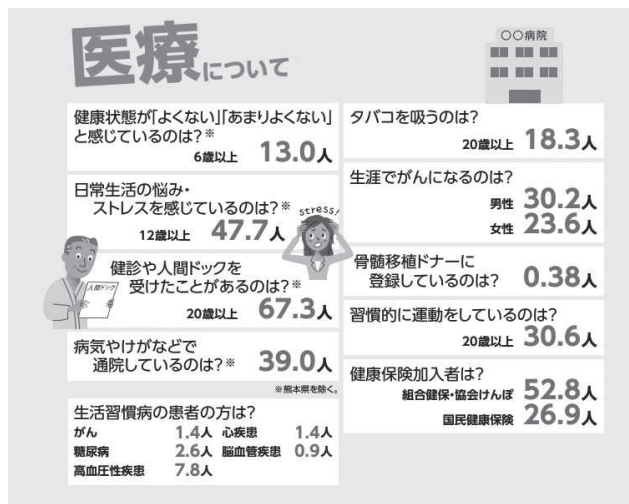 医療について
〇〇病院
健康状態が「よくない」「あまりよくない」
と感じているのは?※
6歳以上 13.0人
日常生活の悩み・
ストレスを感じているのは?※
12歳以上 47.7人
stress!
健診や人間ドックを
受けたことがあるのは?※
20歳以上 67.3人
人間ドック
病気やけがなどで
通院しているのは?※ 39.0人
※熊本県を除く。
生活習慣病の患者の方は?
がん 1.4人 心疾患 1.4人
糖尿病 2.6人 脳血管疾患 0.9人
高血圧性疾患 7.8人
タバコを吸うのは?
20歳以上 18.3人
生涯でがんになるのは?
男性 30.2人
女性 23.6人
骨髄移植ドナーに
登録しているのは? 0.38人
習慣的に運動をしているのは?
20歳以上 30.6人
健康保険加入者は?
組合健保・協会けんぽ 52.8人
国民健康保険 26.9人